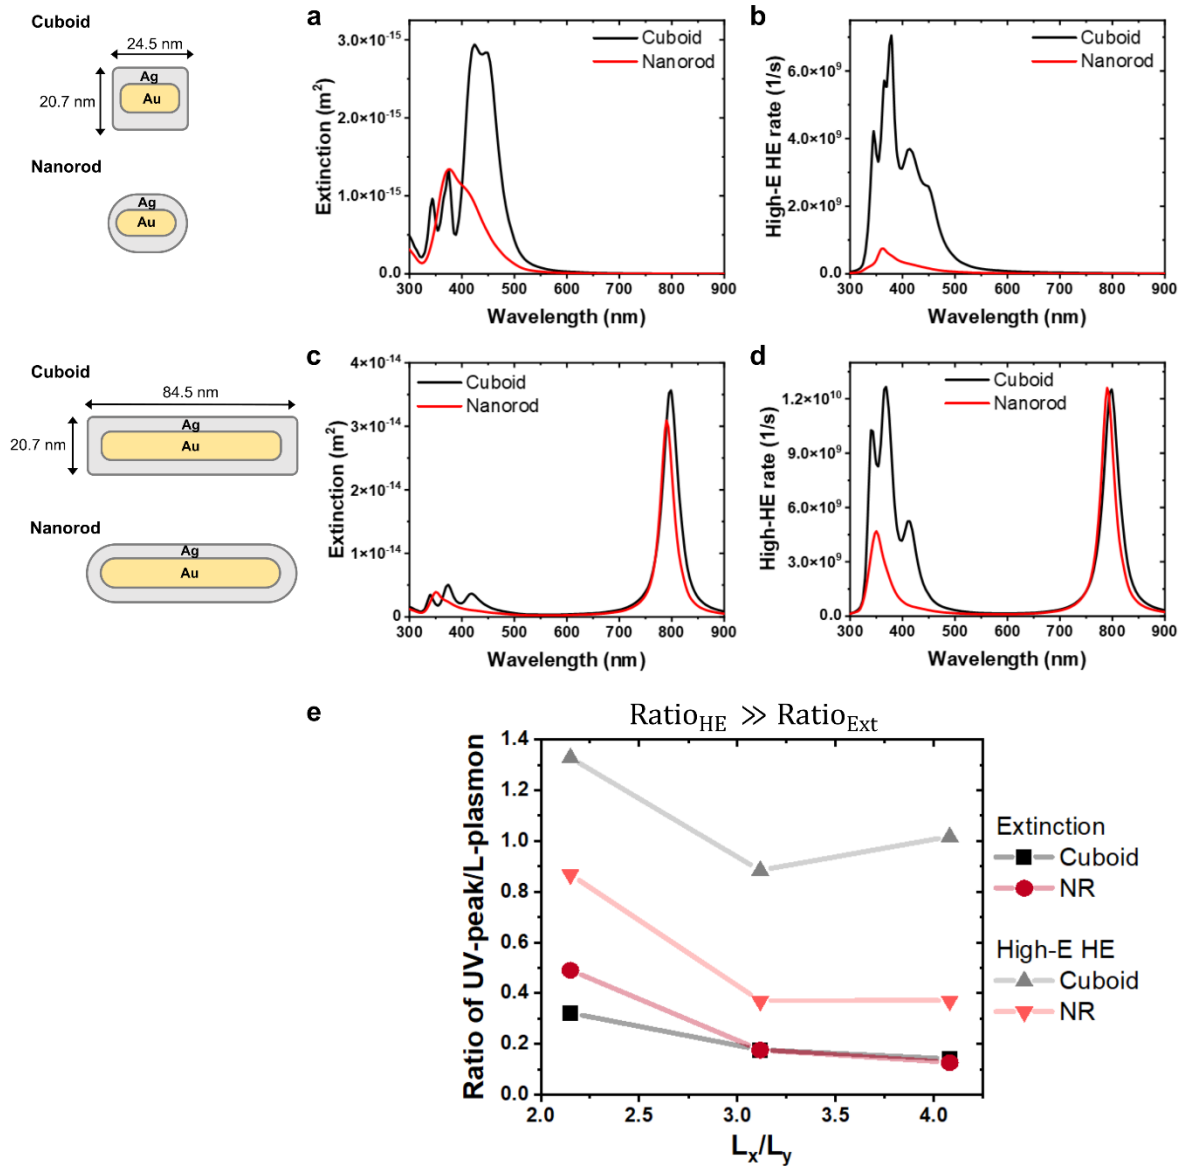 Cuboid
24.5 nm
20.7 nm
Ag
Au
Nanorod
Ag
Au
a
Extinction (m²)
3.0×10⁻¹⁵
2.0×10⁻¹⁵
1.0×10⁻¹⁵
0.0
300 400 500 600 700 800 900
Wavelength (nm)
Cuboid
Nanorod
b
High-E HE rate (1/s)
6.0×10⁹
4.0×10⁹
2.0×10⁹
0.0
300 400 500 600 700 800 900
Wavelength (nm)
Cuboid
Nanorod
Cuboid
84.5 nm
20.7 nm
Ag
Au
Nanorod
Ag
Au
c
Extinction (m²)
4×10⁻¹⁴
3×10⁻¹⁴
2×10⁻¹⁴
1×10⁻¹⁴
0
300 400 500 600 700 800 900
Wavelength (nm)
Cuboid
Nanorod
d
High-HE rate (1/s)
1.2×10¹⁰
9.0×10⁹
6.0×10⁹
3.0×10⁹
0.0
300 400 500 600 700 800 900
Wavelength (nm)
Cuboid
Nanorod
e
Ratio_HE ≫ Ratio_Ext
Ratio of UV-peak/L-plasmon
1.4
1.2
1.0
0.8
0.6
0.4
0.2
0.0
2.0 2.5 3.0 3.5 4.0
Lₓ/L_y
Extinction
Cuboid
NR
High-E HE
Cuboid
NR